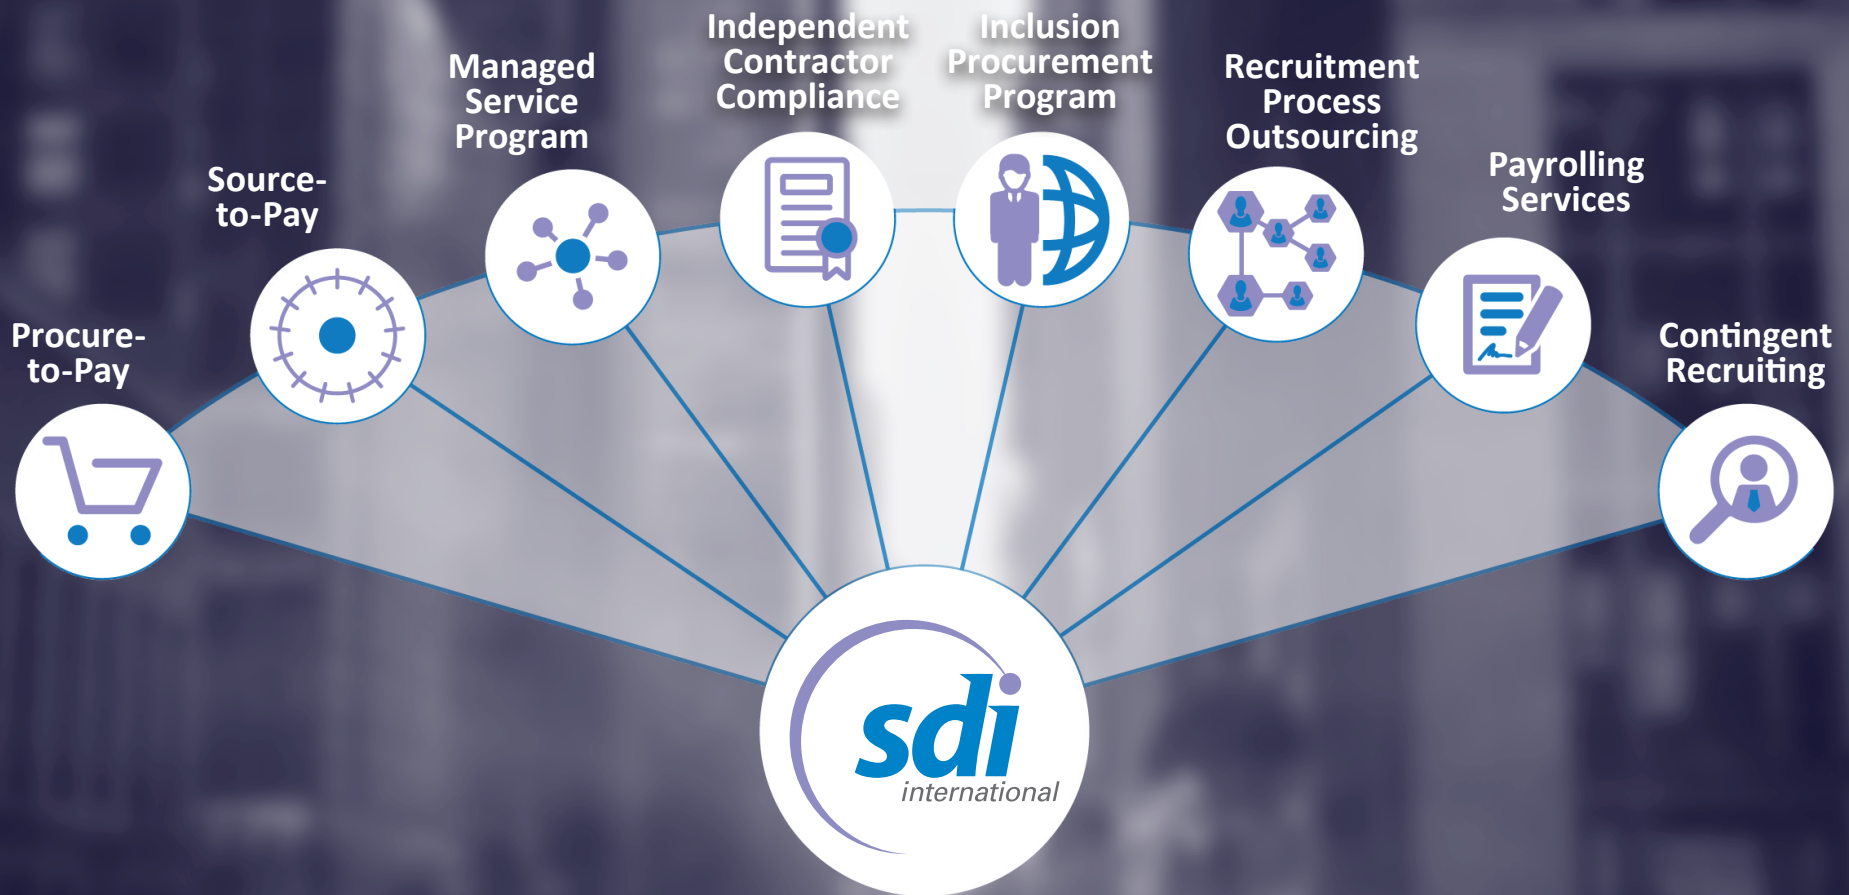 Procure-
to-Pay
Source-
to-Pay
Managed
Service
Program
Independent
Contractor
Compliance
Inclusion
Procurement
Program
Recruitment
Process
Outsourcing
Payrolling
Services
Contingent
Recruiting
sdi
international